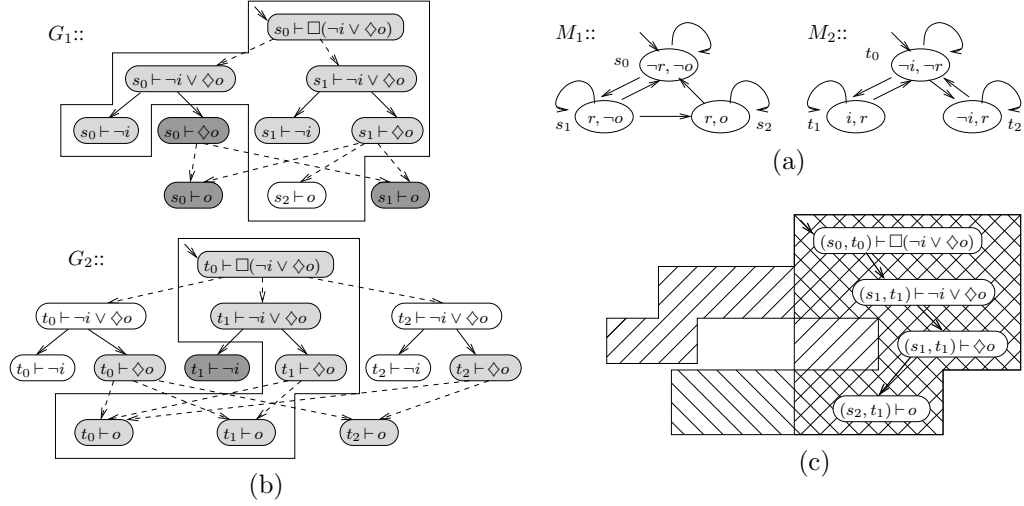 G₁::
s₀ ⊢ □(¬i ∨ ◇o)
s₀ ⊢ ¬i ∨ ◇o
s₁ ⊢ ¬i ∨ ◇o
s₀ ⊢ ¬i
s₀ ⊢ ◇o
s₁ ⊢ ¬i
s₁ ⊢ ◇o
s₀ ⊢ o
s₂ ⊢ o
s₁ ⊢ o
G₂::
t₀ ⊢ □(¬i ∨ ◇o)
t₀ ⊢ ¬i ∨ ◇o
t₁ ⊢ ¬i ∨ ◇o
t₂ ⊢ ¬i ∨ ◇o
t₀ ⊢ ¬i
t₀ ⊢ ◇o
t₁ ⊢ ¬i
t₁ ⊢ ◇o
t₂ ⊢ ¬i
t₂ ⊢ ◇o
t₀ ⊢ o
t₁ ⊢ o
t₂ ⊢ o
(b)
M₁::
s₀
¬r, ¬o
s₁
r, ¬o
r, o
s₂
M₂::
t₀
¬i, ¬r
t₁
i, r
¬i, r
t₂
(a)
(s₀, t₀) ⊢ □(¬i ∨ ◇o)
(s₁, t₁) ⊢ ¬i ∨ ◇o
(s₁, t₁) ⊢ ◇o
(s₂, t₁) ⊢ o
(c)